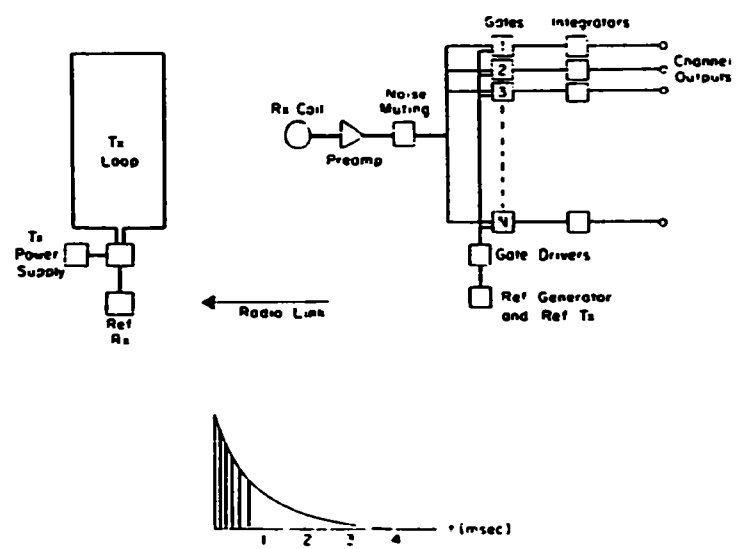 Gates
Integrators
1
2
3
N
Channel
Outputs
Rx Coil
Preamp
Noise
Muting
Tx
Loop
Tx
Power
Supply
Ref
Rx
Radio Link
Gate Drivers
Ref Generator
and Ref Tx
1 2 3 4
t (msec)